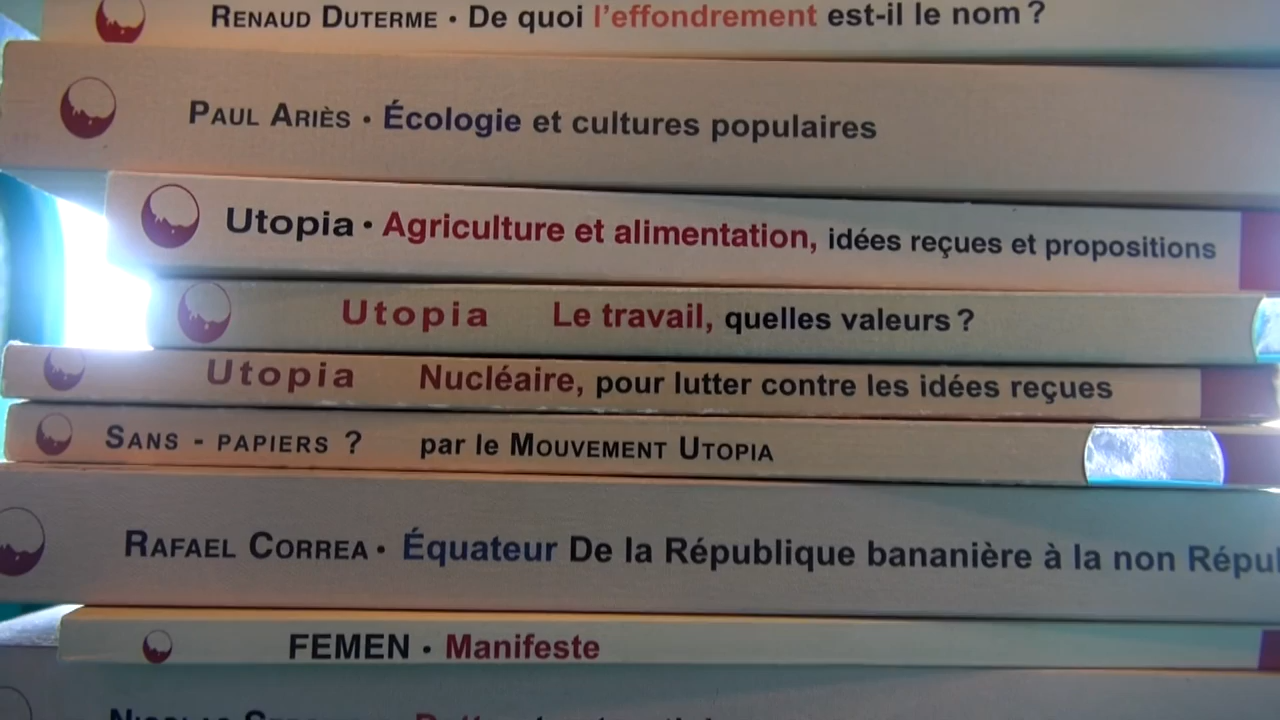 RENAUD DUTERME • De quoi l'effondrement est-il le nom ?
PAUL ARIÈS • Écologie et cultures populaires
Utopia • Agriculture et alimentation, idées reçues et propositions
Utopia Le travail, quelles valeurs ?
Utopia Nucléaire, pour lutter contre les idées reçues
SANS - PAPIERS ? par le MOUVEMENT UTOPIA
RAFAEL CORREA • Équateur De la République bananière à la non Répu
FEMEN • Manifeste